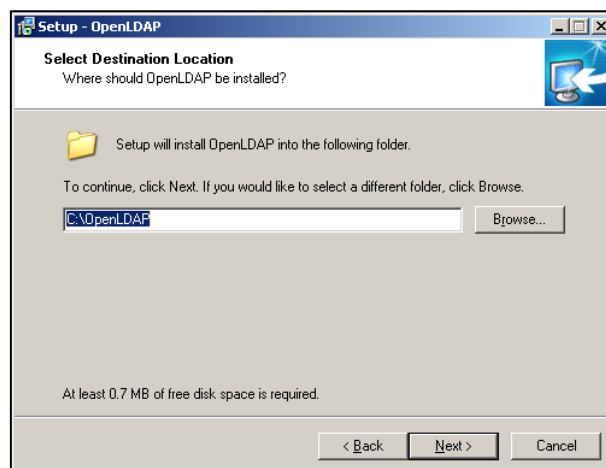 Setup - OpenLDAP
Select Destination Location
Where should OpenLDAP be installed?
Setup will install OpenLDAP into the following folder.
To continue, click Next. If you would like to select a different folder, click Browse.
C:\OpenLDAP
Browse...
At least 0.7 MB of free disk space is required.
< Back
Next >
Cancel